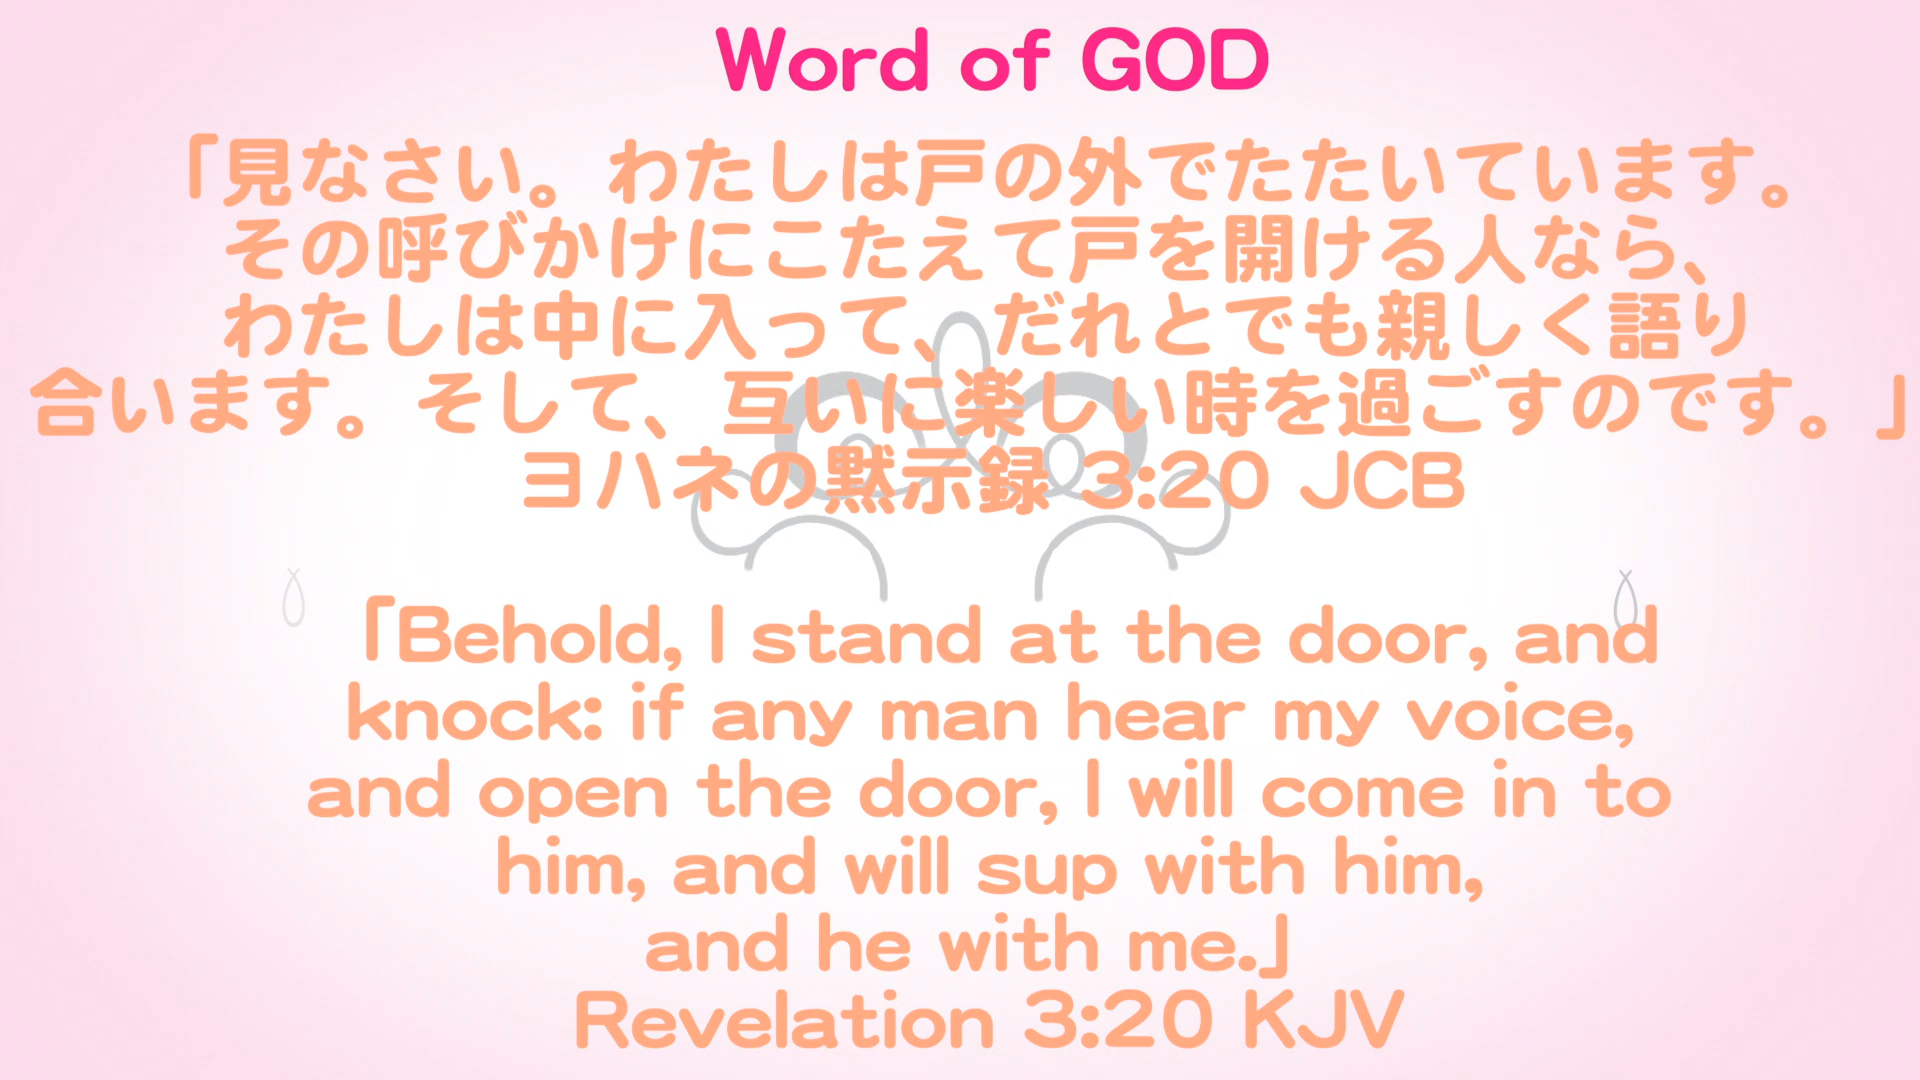 Word of GOD
「見なさい。わたしは戸の外でたたいています。
その呼びかけにこたえて戸を開ける人なら、
わたしは中に入って、だれとでも親しく語り
合います。そして、互いに楽しい時を過ごすのです。」
ヨハネの黙示録 3:20 JCB
「Behold, I stand at the door, and
knock: if any man hear my voice,
and open the door, I will come in to
him, and will sup with him,
and he with me.」
Revelation 3:20 KJV